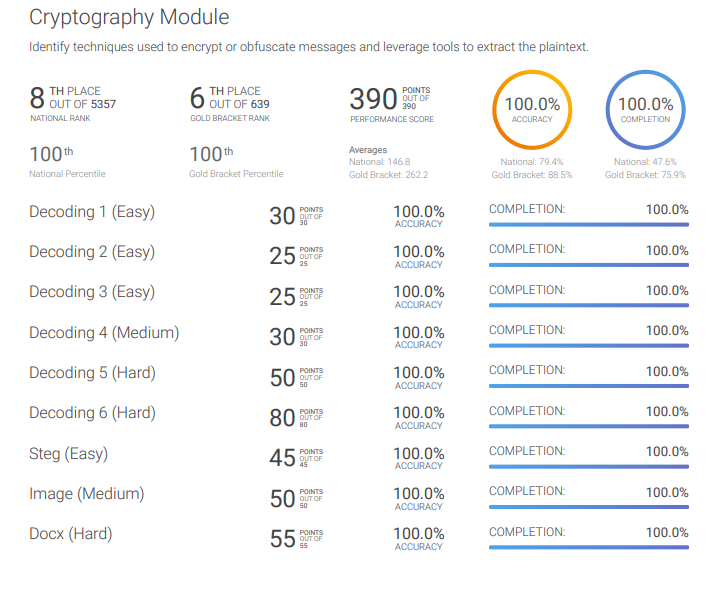 Cryptography Module
Identify techniques used to encrypt or obfuscate messages and leverage tools to extract the plaintext.
8 TH PLACE OUT OF 5357
NATIONAL RANK
6 TH PLACE OUT OF 639
GOLD BRACKET RANK
390 POINTS OUT OF 390
PERFORMANCE SCORE
100.0%
ACCURACY
100.0%
COMPLETION
100th
National Percentile
100th
Gold Bracket Percentile
Averages
National: 146.8
Gold Bracket: 262.2
National: 79.4%
Gold Bracket: 88.5%
National: 47.6%
Gold Bracket: 75.9%
Decoding 1 (Easy) 30 POINTS OUT OF 30 100.0% ACCURACY COMPLETION: 100.0%
Decoding 2 (Easy) 25 POINTS OUT OF 25 100.0% ACCURACY COMPLETION: 100.0%
Decoding 3 (Easy) 25 POINTS OUT OF 25 100.0% ACCURACY COMPLETION: 100.0%
Decoding 4 (Medium) 30 POINTS OUT OF 30 100.0% ACCURACY COMPLETION: 100.0%
Decoding 5 (Hard) 50 POINTS OUT OF 50 100.0% ACCURACY COMPLETION: 100.0%
Decoding 6 (Hard) 80 POINTS OUT OF 80 100.0% ACCURACY COMPLETION: 100.0%
Steg (Easy) 45 POINTS OUT OF 45 100.0% ACCURACY COMPLETION: 100.0%
Image (Medium) 50 POINTS OUT OF 50 100.0% ACCURACY COMPLETION: 100.0%
Docx (Hard) 55 POINTS OUT OF 55 100.0% ACCURACY COMPLETION: 100.0%